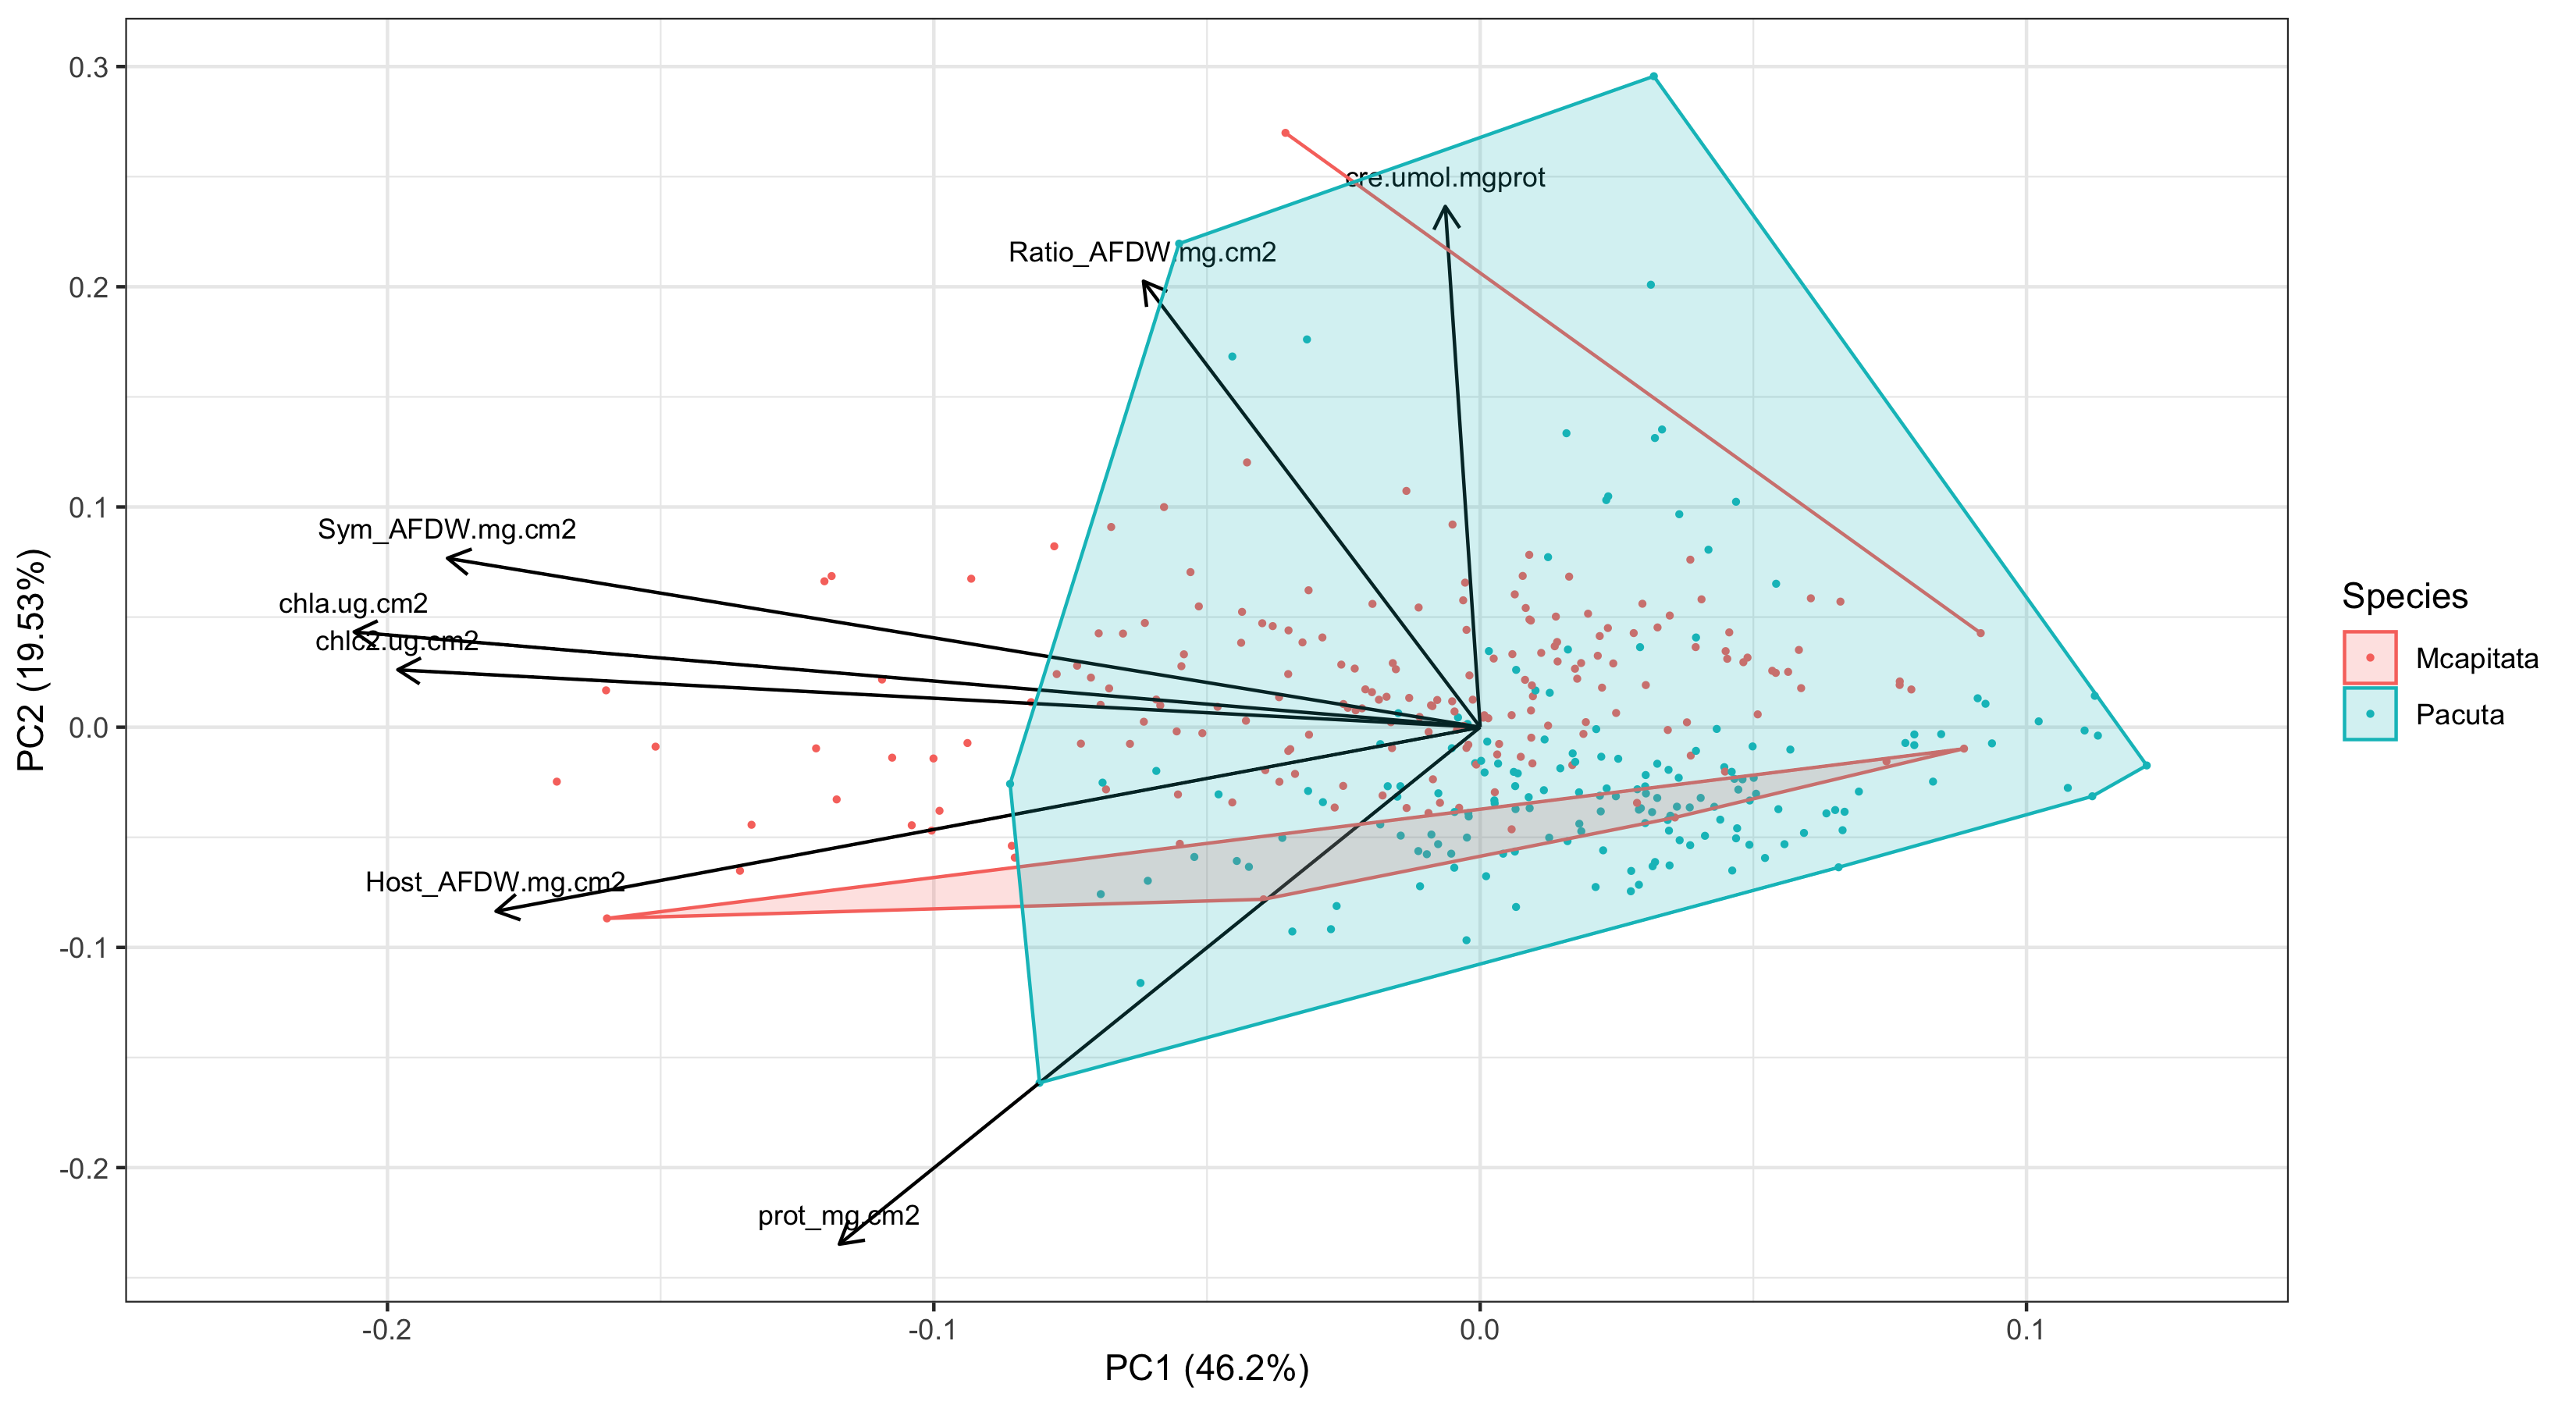 0.3
0.2
0.1
0.0
-0.1
-0.2
PC2 (19.53%)
cre.umol.mgprot
Ratio_AFDW.mg.cm2
Sym_AFDW.mg.cm2
chla.ug.cm2
chlc2.ug.cm2
Host_AFDW.mg.cm2
prot_mg.cm2
-0.2
-0.1
0.0
0.1
PC1 (46.2%)
Species
Mcapitata
Pacuta